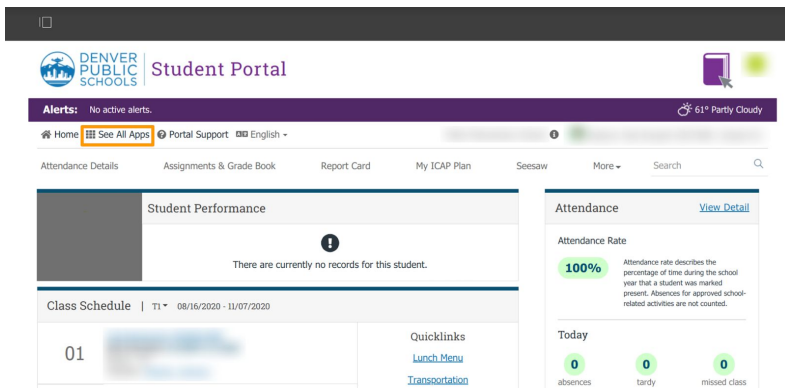 DENVER
PUBLIC
SCHOOLS
Student Portal
Alerts: No active alerts. 61° Partly Cloudy
Home See All Apps Portal Support English
Attendance Details Assignments & Grade Book Report Card My ICAP Plan Seesaw More Search
Student Performance
There are currently no records for this student.
Class Schedule | T1 08/16/2020 - 11/07/2020
01
Quicklinks
Lunch Menu
Transportation
Attendance View Detail
Attendance Rate
100%
Attendance rate describes the
percentage of time during the school
year that a student was marked
present. Absences for approved school-
related activities are not counted.
Today
0 0 0
absences tardy missed class